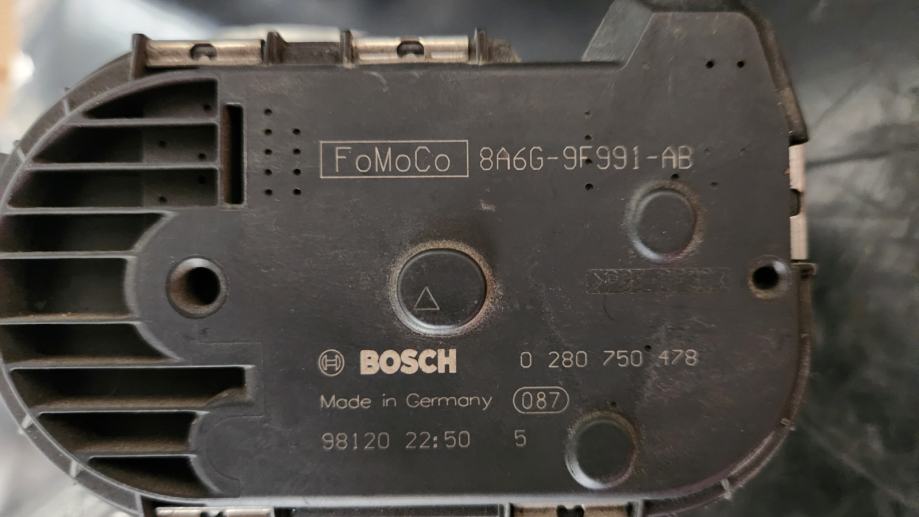 FoMoCo 8A6G-9F991-AB
BOSCH 0 280 750 478
Made in Germany 087
98120 22:50 5